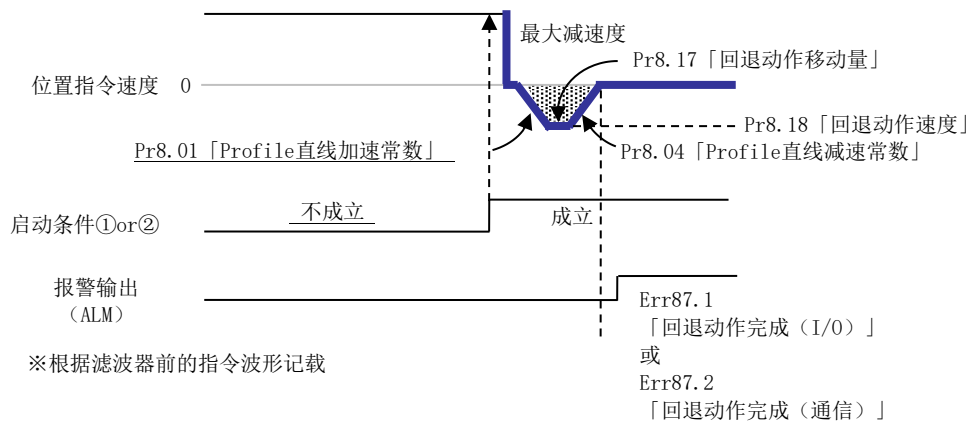 最大减速度
Pr8.17「回退动作移动量」
位置指令速度 0
Pr8.18「回退动作速度」
Pr8.01「Profile直线加速常数」
Pr8.04「Profile直线减速常数」
不成立
成立
启动条件①or②
报警输出
（ALM）
Err87.1
「回退动作完成（I/O）」
或
Err87.2
「回退动作完成（通信）」
※根据滤波器前的指令波形记载